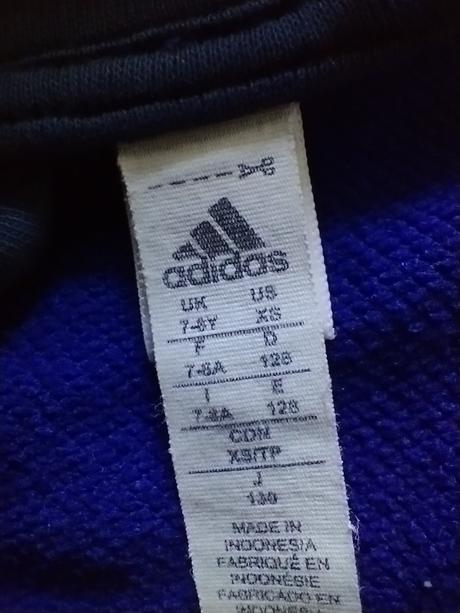 adidas
UK US
7-8Y XS
F D
7-8A 128
I E
7-8A 128
CDN
XS/TP
J
130
MADE IN
INDONESIA
FABRIQUÉ EN
INDONÉSIE
FABRICADO EN
INDONESIA